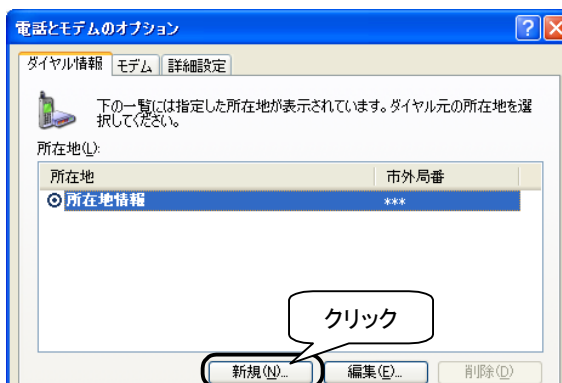 電話とモデムのオプション
ダイヤル情報 モデム 詳細設定
下の一覧には指定した所在地が表示されています。ダイヤル元の所在地を選
択してください。
所在地(L):
所在地 市外局番
所在地情報 ***
クリック
新規(N)... 編集(E)... 削除(D)